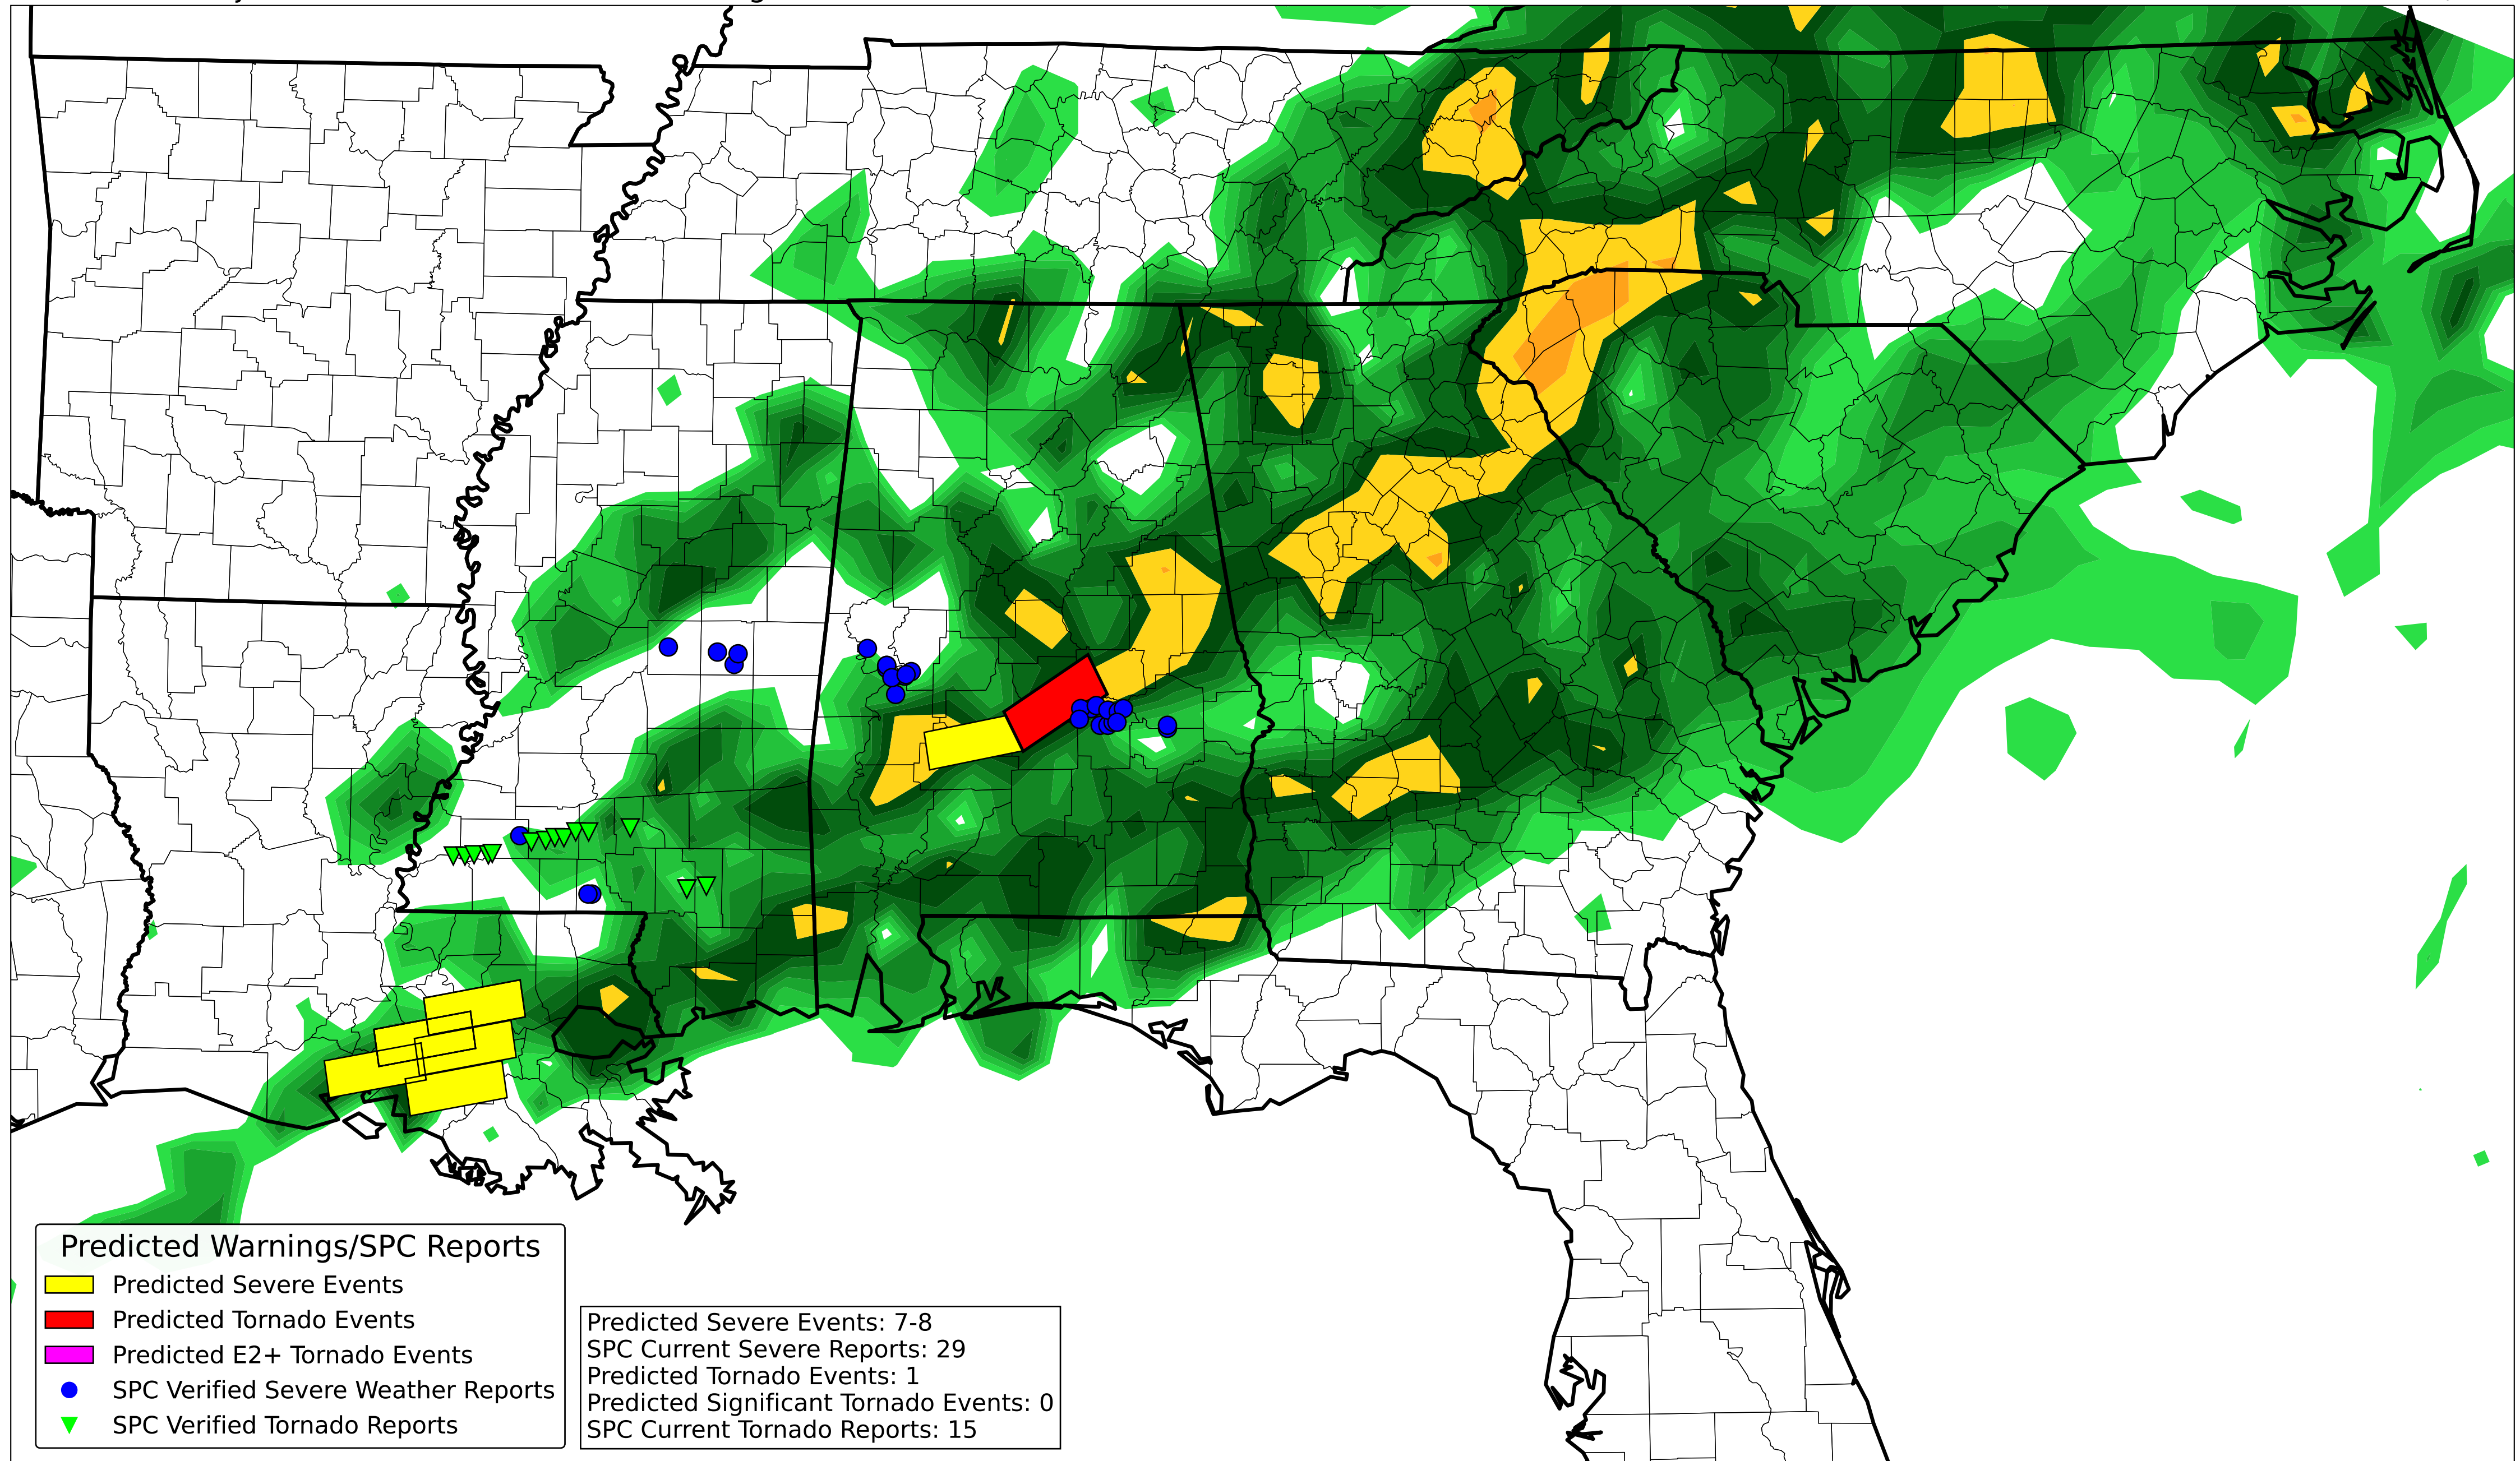 Predicted Warnings/SPC Reports
Predicted Severe Events
Predicted Tornado Events
Predicted E2+ Tornado Events
SPC Verified Severe Weather Reports
SPC Verified Tornado Reports
Predicted Severe Events: 7-8
SPC Current Severe Reports: 29
Predicted Tornado Events: 1
Predicted Significant Tornado Events: 0
SPC Current Tornado Reports: 15